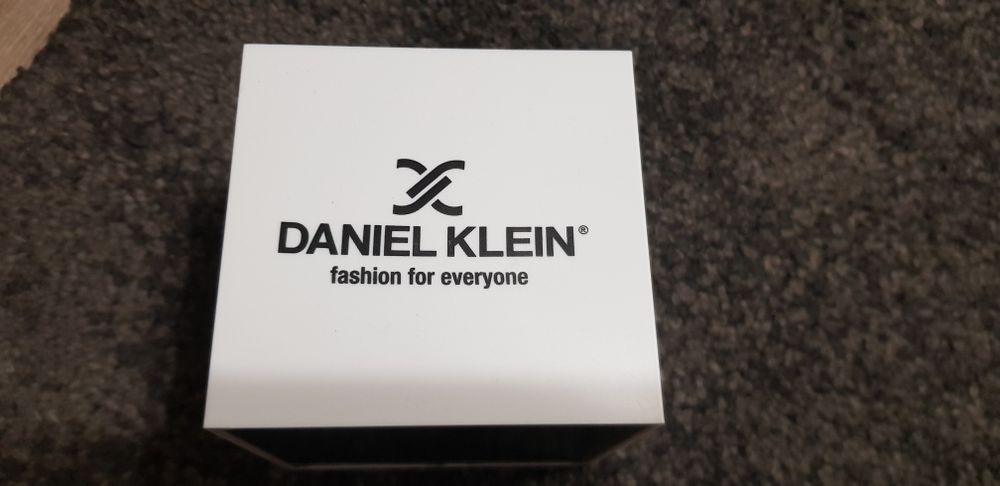 DANIEL KLEIN®
fashion for everyone